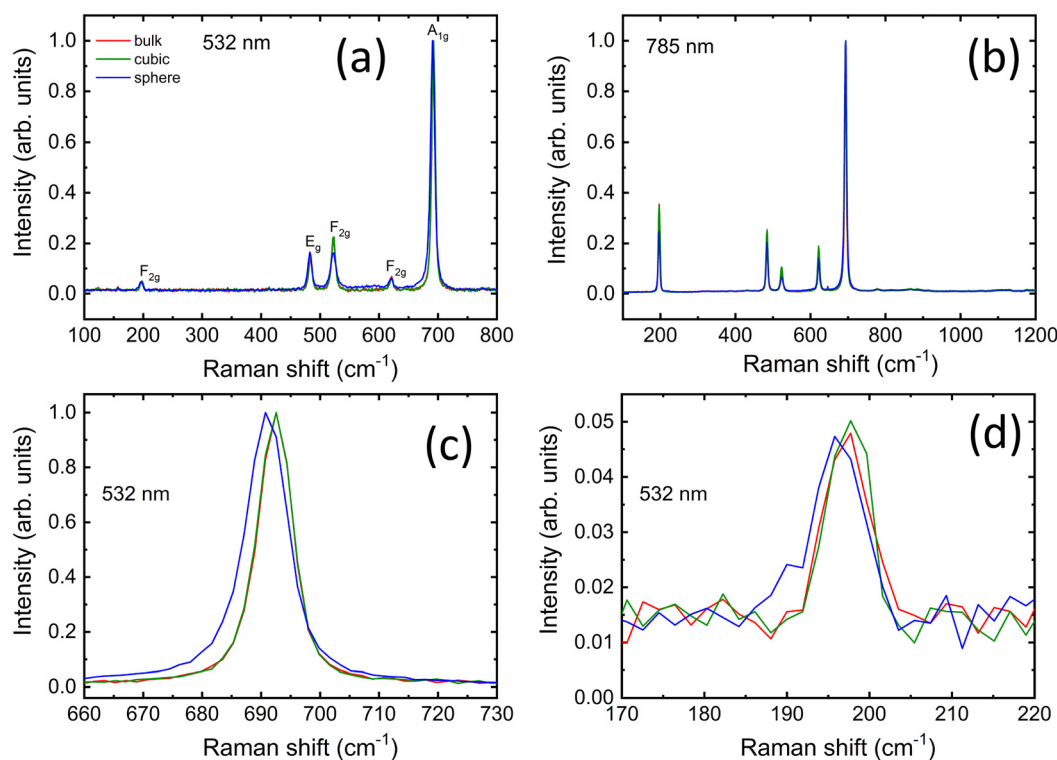 532 nm
(a)
bulk
cubic
sphere
A1g
F2g
Eg
F2g
F2g
1.0
0.8
0.6
0.4
0.2
0.0
Intensity (arb. units)
100 200 300 400 500 600 700 800
Raman shift (cm-1)
785 nm
(b)
1.0
0.8
0.6
0.4
0.2
0.0
Intensity (arb. units)
200 400 600 800 1000 1200
Raman shift (cm-1)
(c)
532 nm
1.0
0.8
0.6
0.4
0.2
0.0
Intensity (arb. units)
660 670 680 690 700 710 720 730
Raman shift (cm-1)
(d)
532 nm
0.05
0.04
0.03
0.02
0.01
0.00
Intensity (arb. units)
170 180 190 200 210 220
Raman shift (cm-1)